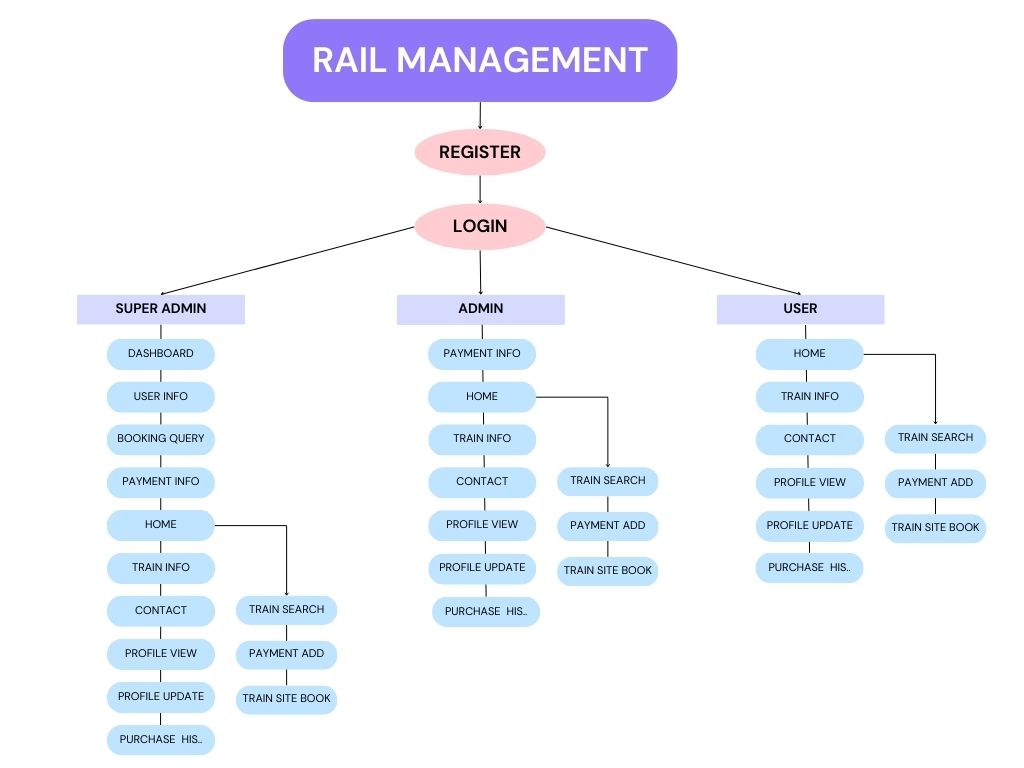 RAIL MANAGEMENT
REGISTER
LOGIN
SUPER ADMIN
DASHBOARD
USER INFO
BOOKING QUERY
PAYMENT INFO
HOME
TRAIN INFO
CONTACT
PROFILE VIEW
PROFILE UPDATE
PURCHASE HIS..
TRAIN SEARCH
PAYMENT ADD
TRAIN SITE BOOK
ADMIN
PAYMENT INFO
HOME
TRAIN INFO
CONTACT
PROFILE VIEW
PROFILE UPDATE
PURCHASE HIS..
TRAIN SEARCH
PAYMENT ADD
TRAIN SITE BOOK
USER
HOME
TRAIN INFO
CONTACT
PROFILE VIEW
PROFILE UPDATE
PURCHASE HIS..
TRAIN SEARCH
PAYMENT ADD
TRAIN SITE BOOK